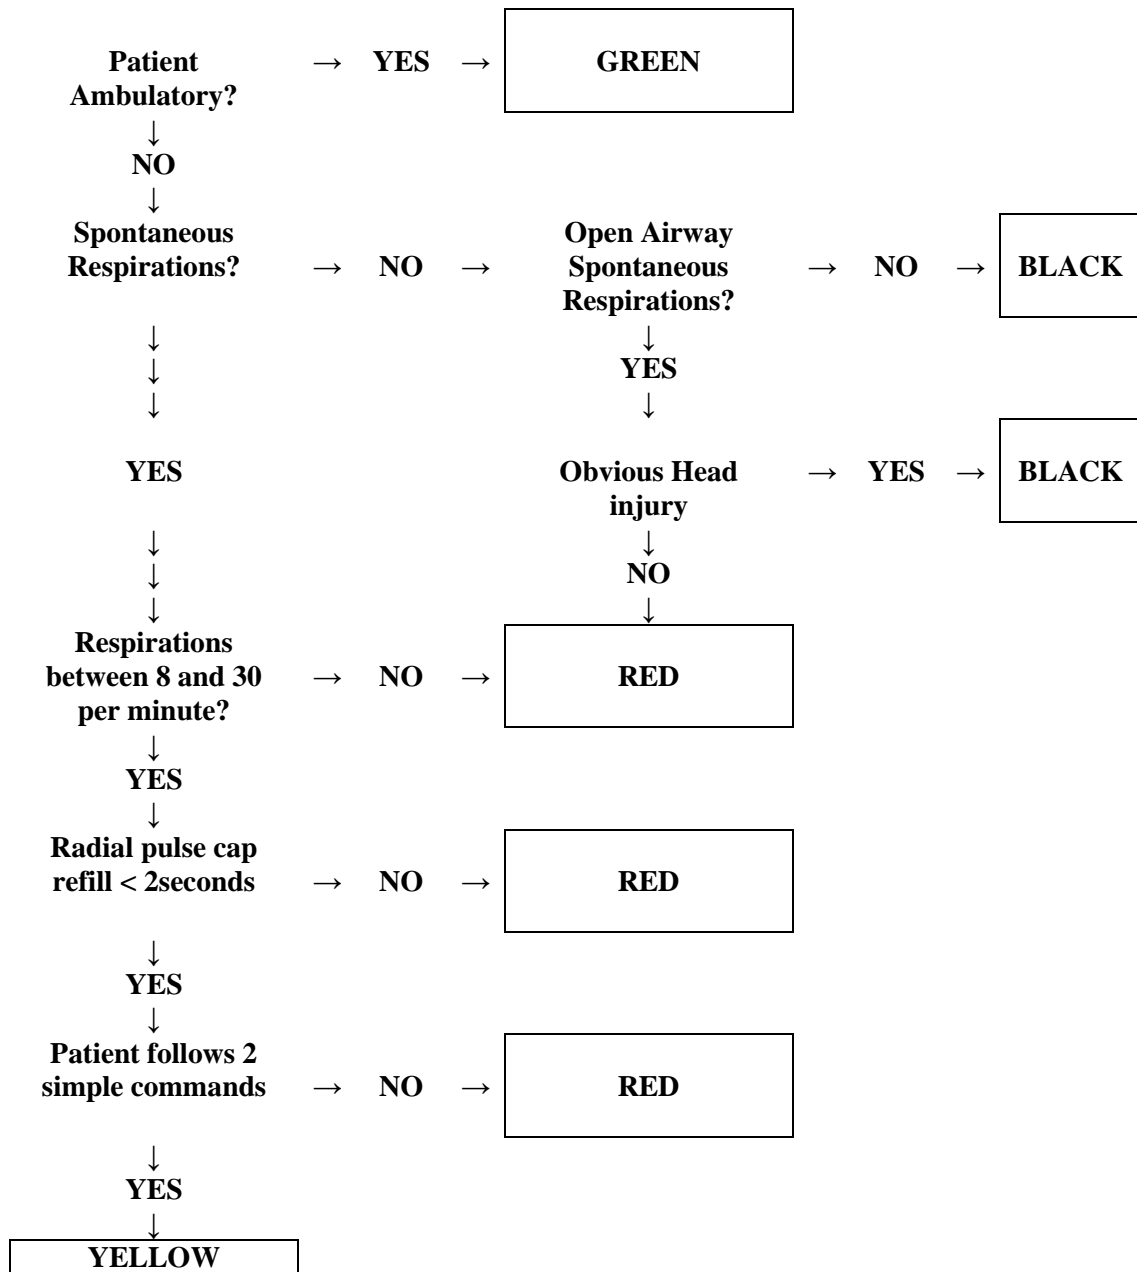 Patient → YES → GREEN
Ambulatory?
↓
NO
↓
Spontaneous Open Airway
Respirations? → NO → Spontaneous → NO → BLACK
Respirations?
↓ ↓
↓ YES
↓ ↓
YES Obvious Head → YES → BLACK
injury
↓ ↓
↓ NO
↓ ↓
Respirations
between 8 and 30 → NO → RED
per minute?
↓
YES
↓
Radial pulse cap
refill < 2seconds → NO → RED
↓
YES
↓
Patient follows 2
simple commands → NO → RED
↓
YES
↓
YELLOW